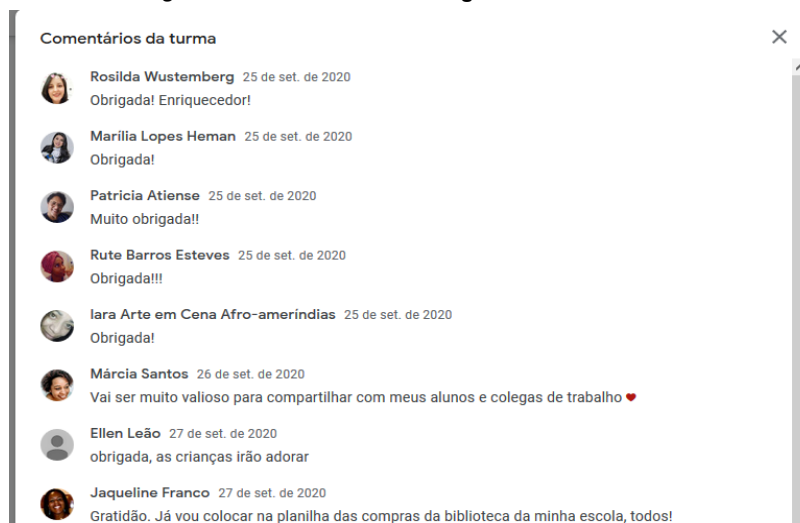 Comentários da turma
Rosilda Wustemberg 25 de set. de 2020
Obrigada! Enriquecedor!
Marília Lopes Heman 25 de set. de 2020
Obrigada!
Patricia Atiense 25 de set. de 2020
Muito obrigada!!
Rute Barros Esteves 25 de set. de 2020
Obrigada!!!
Iara Arte em Cena Afro-ameríndias 25 de set. de 2020
Obrigada!
Márcia Santos 26 de set. de 2020
Vai ser muito valioso para compartilhar com meus alunos e colegas de trabalho ❤
Ellen Leão 27 de set. de 2020
obrigada, as crianças irão adorar
Jaqueline Franco 27 de set. de 2020
Gratidão. Já vou colocar na planilha das compras da biblioteca da minha escola, todos!